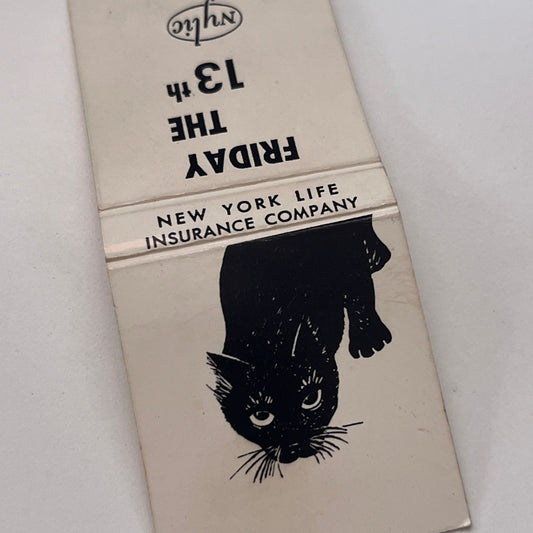 FRIDAY
THE
13th
Nylic
NEW YORK LIFE
INSURANCE COMPANY